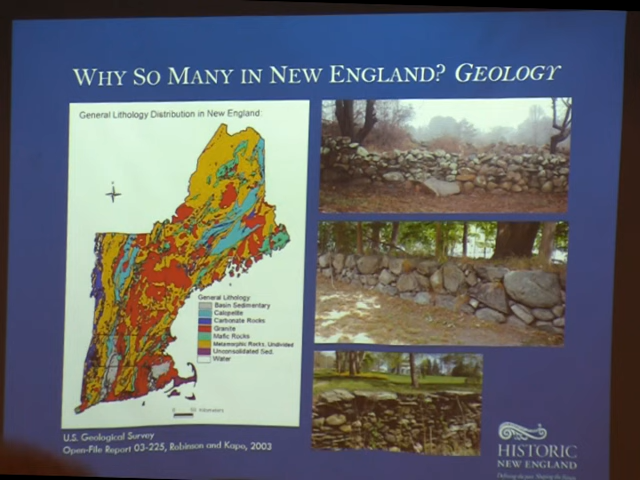 WHY SO MANY IN NEW ENGLAND? GEOLOGY
General Lithology Distribution in New England:
General Lithology
Basin Sedimentary
Calcpelite
Carbonate Rocks
Granite
Mafic Rocks
Metamorphic Rocks, Undivided
Unconsolidated Sed.
Water
U.S. Geological Survey
Open-File Report 03-225, Robinson and Kapo, 2003
HISTORIC
NEW ENGLAND